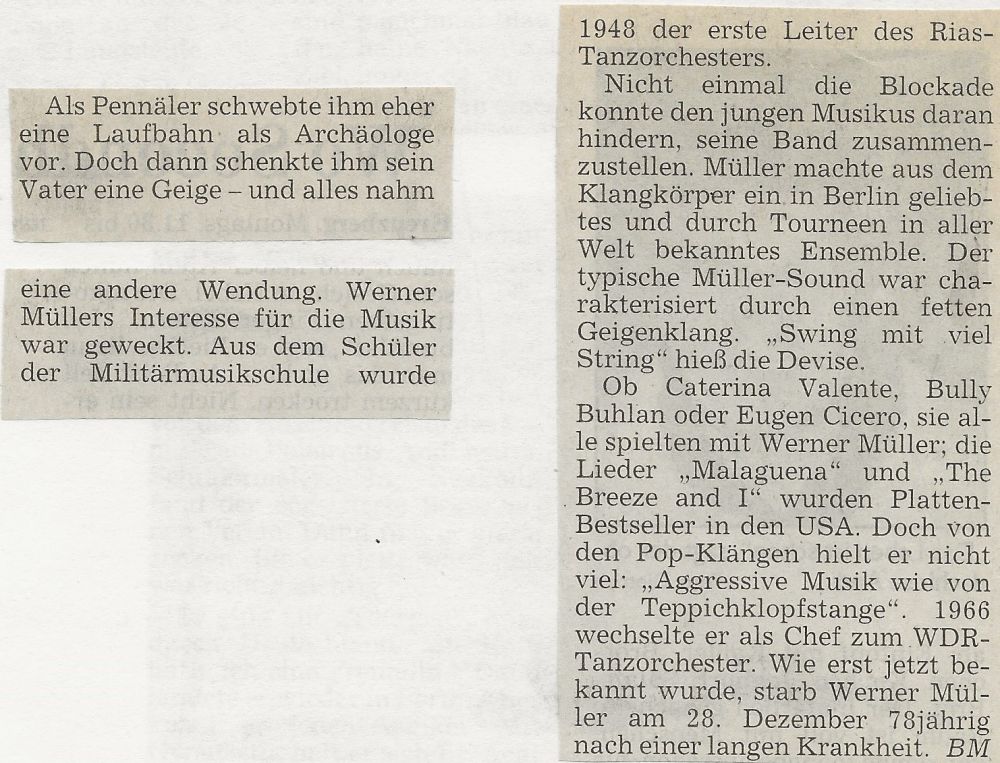 Als Pennäler schwebte ihm eher
eine Laufbahn als Archäologe
vor. Doch dann schenkte ihm sein
Vater eine Geige – und alles nahm
eine andere Wendung. Werner
Müllers Interesse für die Musik
war geweckt. Aus dem Schüler
der Militärmusikschule wurde
1948 der erste Leiter des Rias-
Tanzorchesters.
Nicht einmal die Blockade
konnte den jungen Musikus daran
hindern, seine Band zusammen-
zustellen. Müller machte aus dem
Klangkörper ein in Berlin gelieb-
tes und durch Tourneen in aller
Welt bekanntes Ensemble. Der
typische Müller-Sound war cha-
rakterisiert durch einen fetten
Geigenklang. „Swing mit viel
String“ hieß die Devise.
Ob Caterina Valente, Bully
Buhlan oder Eugen Cicero, sie al-
le spielten mit Werner Müller; die
Lieder „Malaguena“ und „The
Breeze and I“ wurden Platten-
Bestseller in den USA. Doch von
den Pop-Klängen hielt er nicht
viel: „Aggressive Musik wie von
der Teppichklopfstange“. 1966
wechselte er als Chef zum WDR-
Tanzorchester. Wie erst jetzt be-
kannt wurde, starb Werner Mül-
ler am 28. Dezember 78jährig
nach einer langen Krankheit. BM